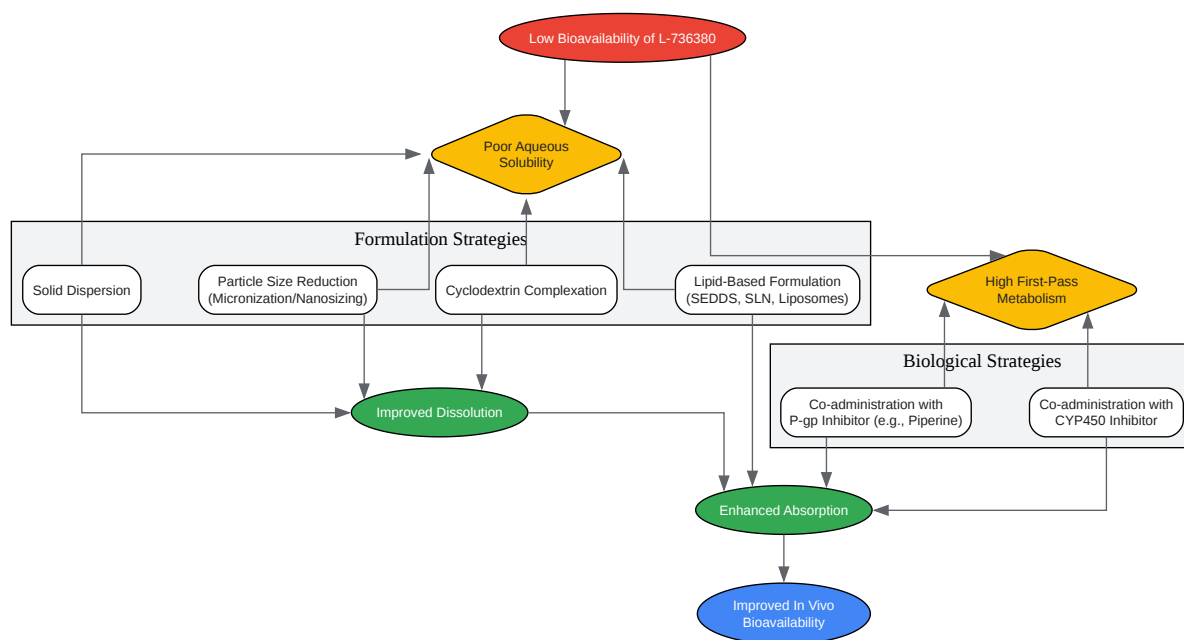 Low Bioavailability of L-736380
Poor Aqueous
Solubility
Formulation Strategies
Solid Dispersion
Particle Size Reduction
(Micronization/Nanosizing)
Cyclodextrin Complexation
Lipid-Based Formulation
(SEDDS, SLN, Liposomes)
High First-Pass
Metabolism
Biological Strategies
Co-administration with
P-gp Inhibitor (e.g., Piperine)
Co-administration with
CYP450 Inhibitor
Improved Dissolution
Enhanced Absorption
Improved In Vivo
Bioavailability